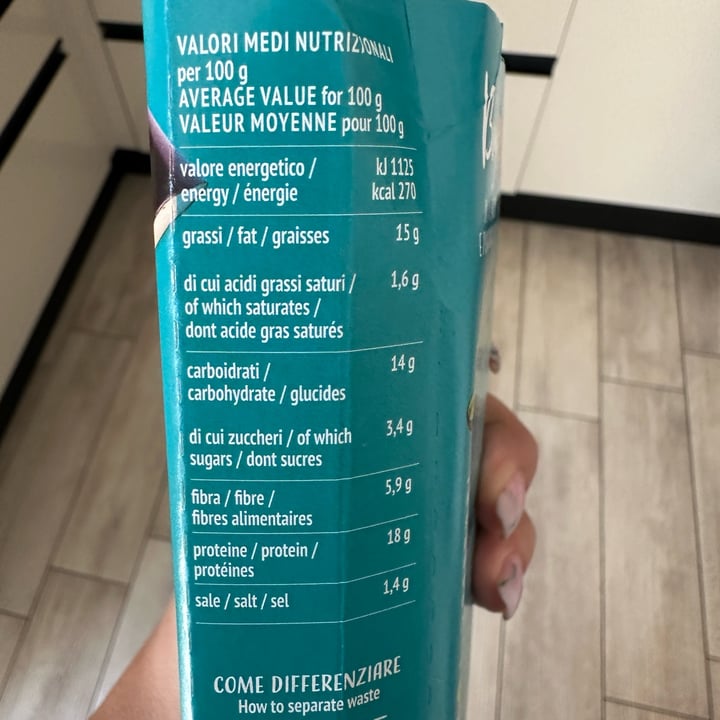 VALORI MEDI NUTRIZIONALI
per 100 g
AVERAGE VALUE for 100 g
VALEUR MOYENNE pour 100 g
valore energetico / kJ 1125
energy / énergie kcal 270
grassi / fat / graisses 15 g
di cui acidi grassi saturi / 1,6 g
of which saturates /
dont acide gras saturés
carboidrati / 14 g
carbohydrate / glucides
di cui zuccheri / of which 3,4 g
sugars / dont sucres
fibra / fibre / 5,9 g
fibres alimentaires
proteine / protein / 18 g
protéines
sale / salt / sel 1,4 g
COME DIFFERENZIARE
How to separate waste